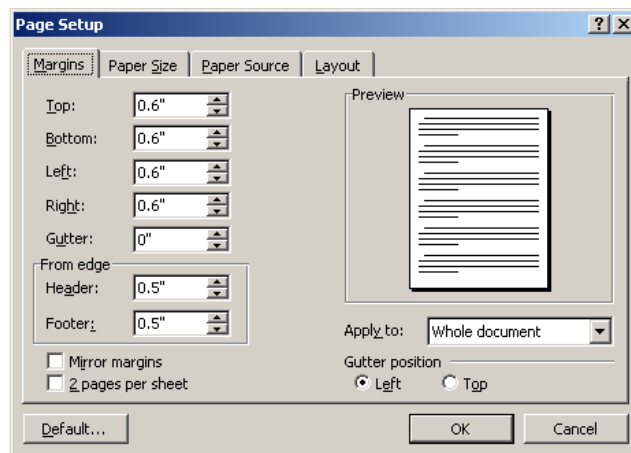 Page Setup
Margins
Paper Size
Paper Source
Layout
Top: 0.6"
Bottom: 0.6"
Left: 0.6"
Right: 0.6"
Gutter: 0"
From edge
Header: 0.5"
Footer: 0.5"
Mirror margins
2 pages per sheet
Preview
Apply to: Whole document
Gutter position
Left Top
Default... OK Cancel